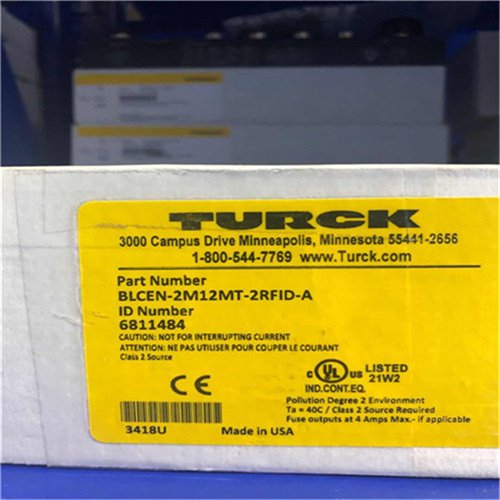 TURCK
3000 Campus Drive Minneapolis, Minnesota 55441-2656
1-800-544-7769 www.Turck.com
Part Number
BLCEN-2M12MT-2RFID-A
ID Number
6811484
CAUTION: NOT FOR INTERRUPTING CURRENT
ATTENTION: NE PAS UTILISER POUR COUPER LE COURANT
Class 2 Source
CE
C UL US LISTED
21W2
IND.CONT.EQ.
Pollution Degree 2 Environment
Ta = 40C / Class 2 Source Required
Fuse outputs at 4 Amps Max.- if applicable
3418U
Made in USA